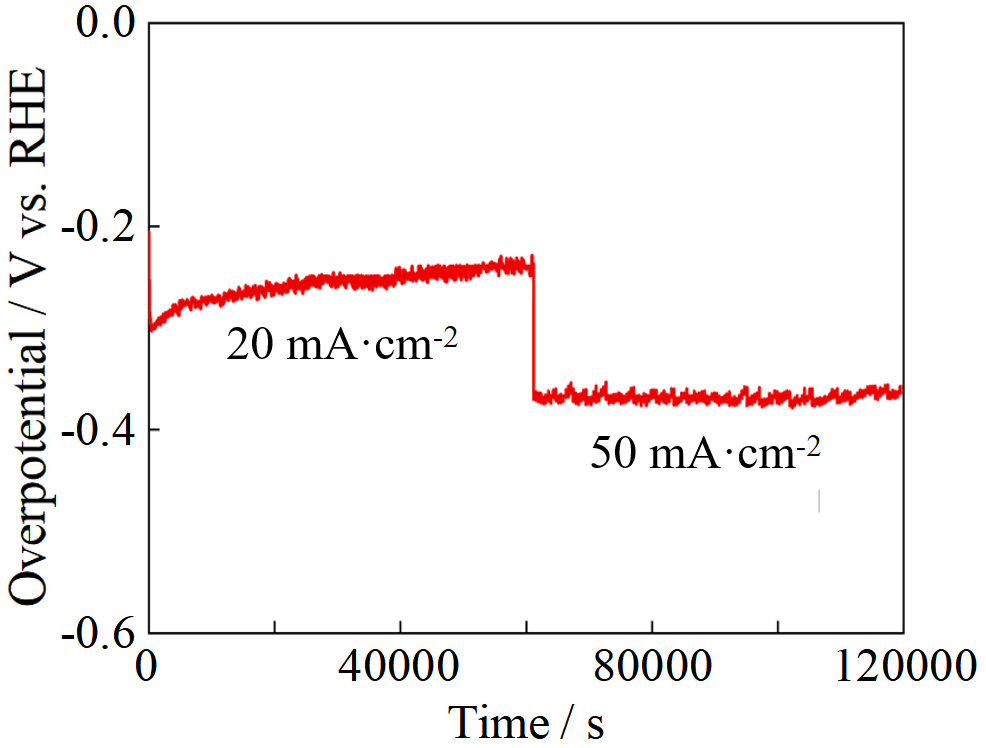 0.0
-0.2
-0.4
-0.6
Overpotential / V vs. RHE
20 mA·cm-2
50 mA·cm-2
0 40000 80000 120000
Time / s